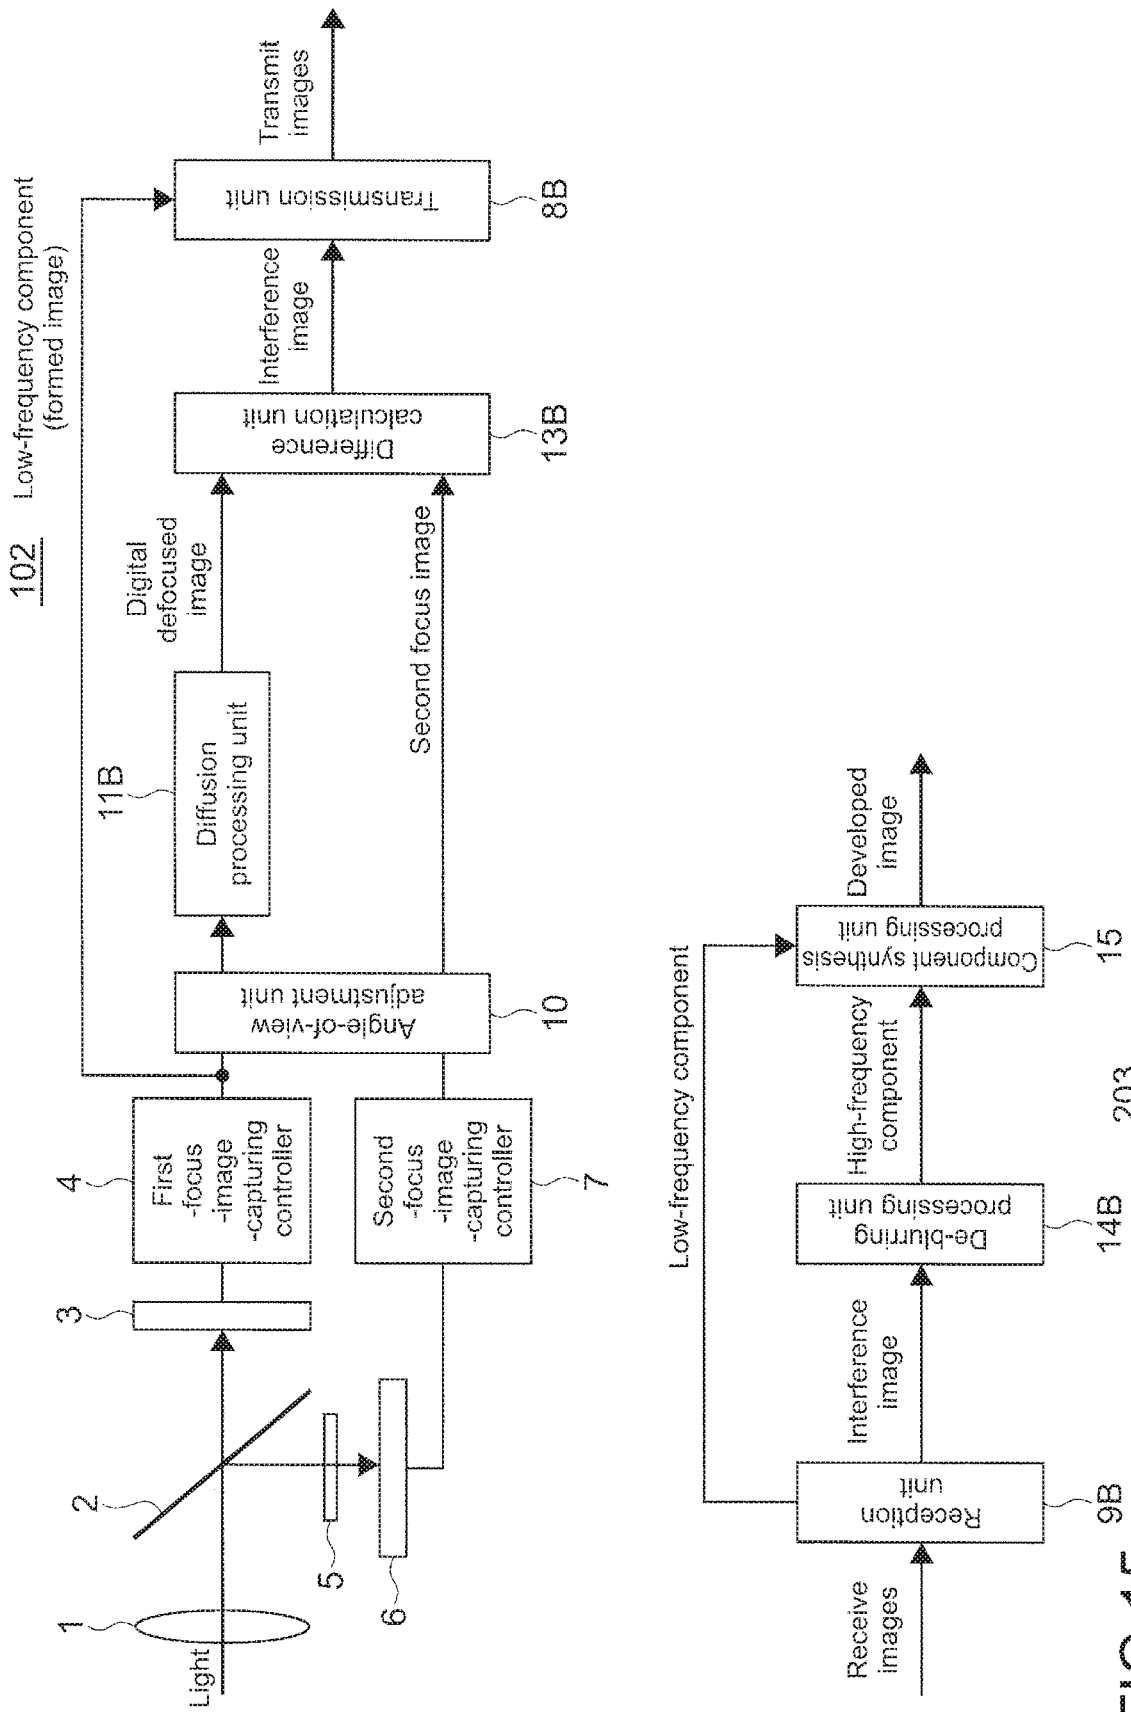 102
Low-frequency component
(formed image)
Light
1
2
3
4
First
-focus
-image
-capturing
controller
5
6
Second
-focus
-image
-capturing
controller
7
Angle-of-view
adjustment unit
10
11B
Diffusion
processing unit
Digital
defocused
image
Second focus image
Difference
calculation unit
13B
Interference
image
Transmission unit
8B
Transmit
images
Receive
images
Reception
unit
9B
Low-frequency component
Interference
image
De-blurring
processing unit
14B
High-frequency
component
Component synthesis
processing unit
15
Developed
image
203